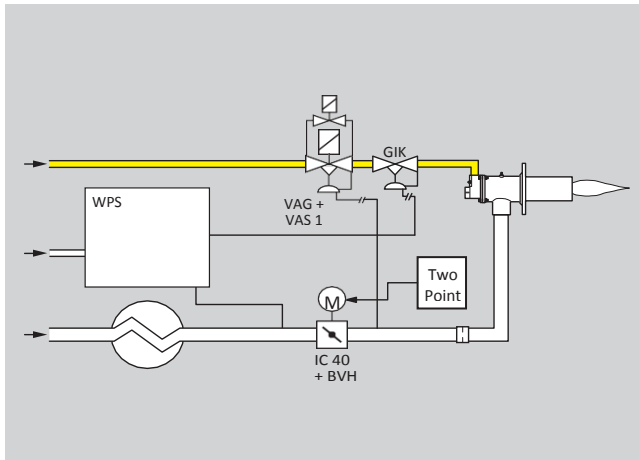 GIK
WPS
VAG +
VAS 1
Two
Point
M
IC 40
+ BVH